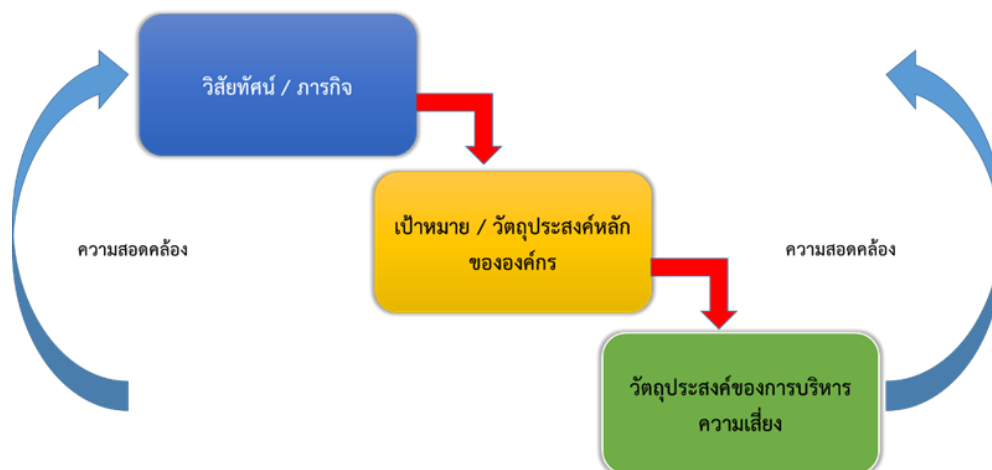 วิสัยทัศน์ / ภารกิจ
เป้าหมาย / วัตถุประสงค์หลัก
ขององค์กร
ความสอดคล้อง
ความสอดคล้อง
วัตถุประสงค์ของการบริหาร
ความเสี่ยง